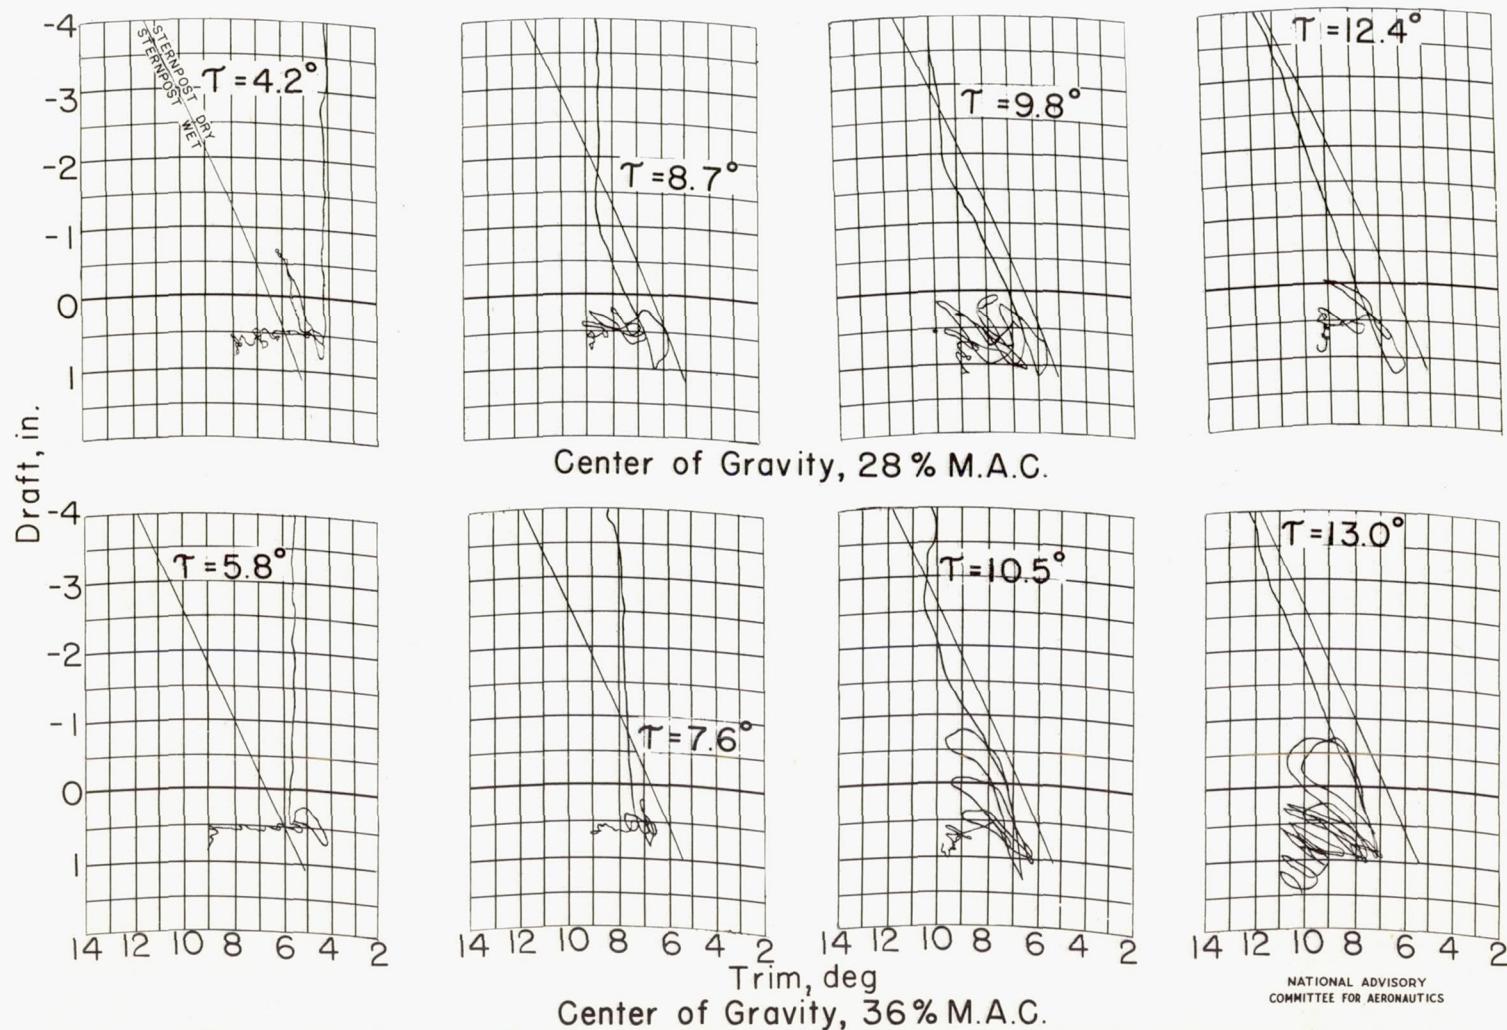 -4
-3
-2
-1
0
1
STERNPOST DRY
STERNPOST WET
τ = 4.2°
τ = 8.7°
τ = 9.8°
τ = 12.4°
Center of Gravity, 28 % M.A.C.
Draft, in.
-4
-3
-2
-1
0
1
τ = 5.8°
τ = 7.6°
τ = 10.5°
τ = 13.0°
14 12 10 8 6 4 2
14 12 10 8 6 4 2
14 12 10 8 6 4 2
14 12 10 8 6 4 2
Trim, deg
Center of Gravity, 36 % M.A.C.
NATIONAL ADVISORY
COMMITTEE FOR AERONAUTICS